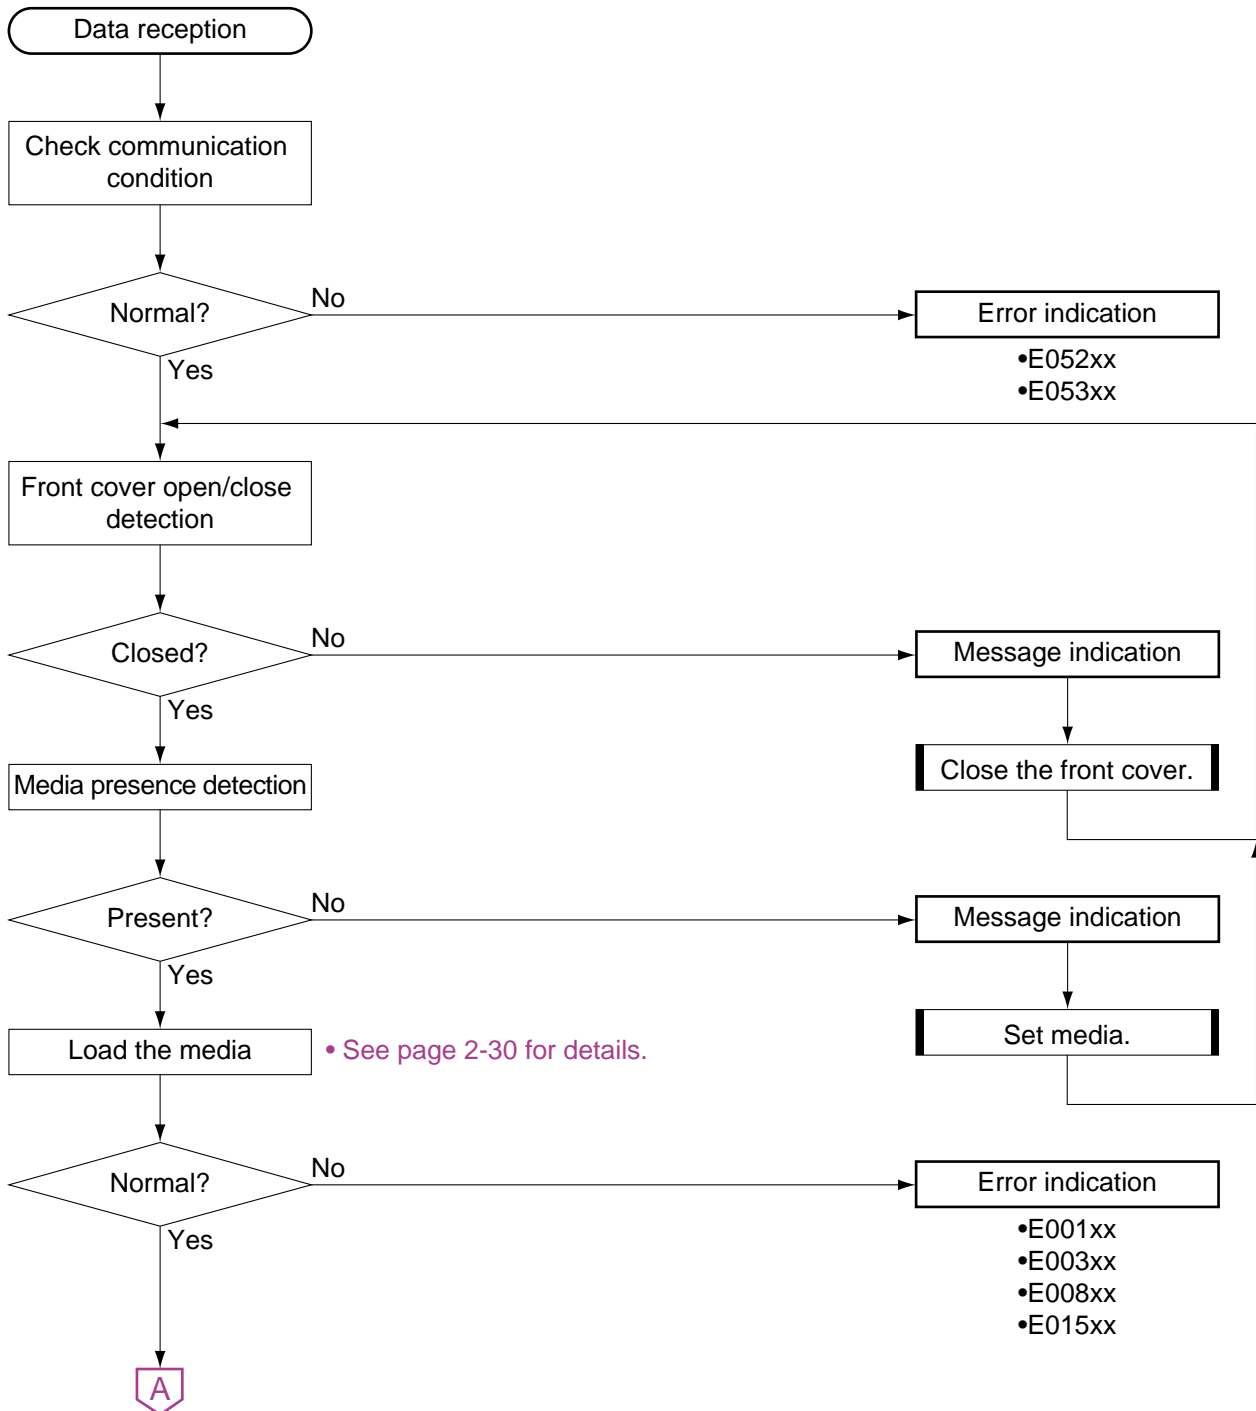 Data reception
Check communication
condition
Normal?
No
Error indication
•E052xx
•E053xx
Yes
Front cover open/close
detection
Closed?
No
Message indication
Yes
Close the front cover.
Media presence detection
Present?
No
Message indication
Yes
Set media.
Load the media
• See page 2-30 for details.
Normal?
No
Error indication
•E001xx
•E003xx
•E008xx
•E015xx
Yes
A